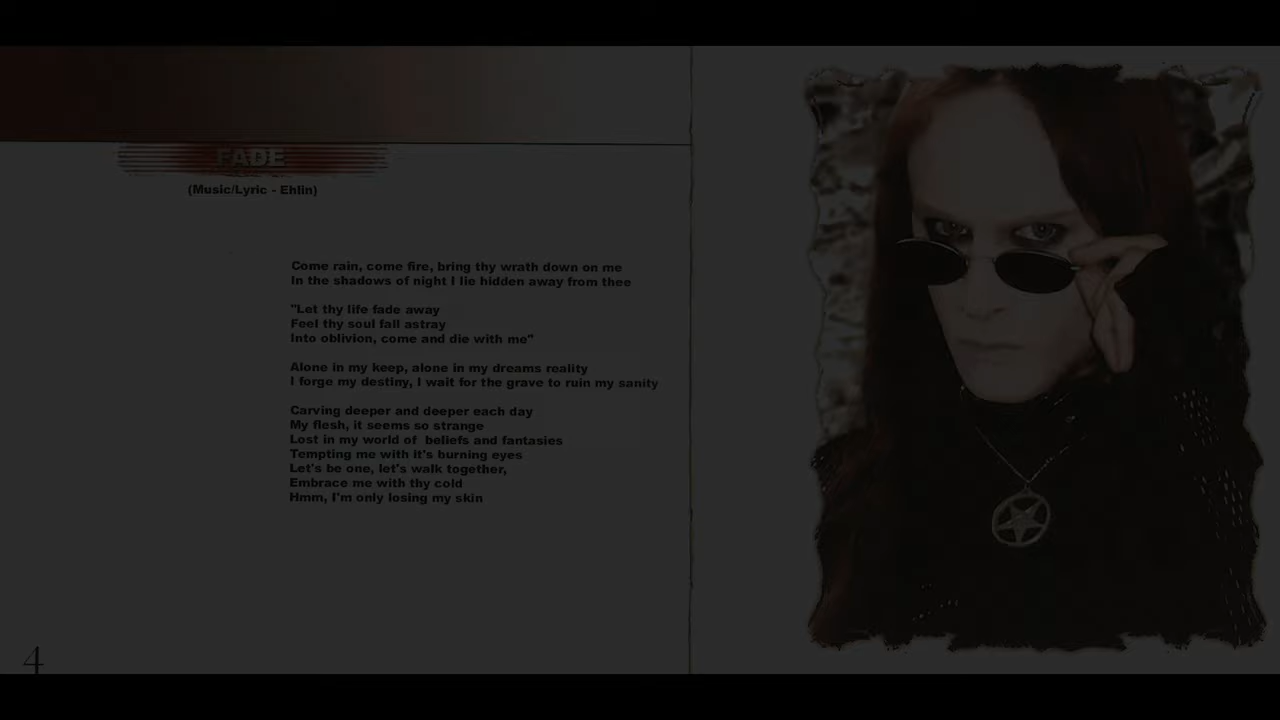 FADE
(Music/Lyric - Ehlin)
Come rain, come fire, bring thy wrath down on me
In the shadows of night I lie hidden away from thee
"Let thy life fade away
Feel thy soul fall astray
Into oblivion, come and die with me"
Alone in my keep, alone in my dreams reality
I forge my destiny, I wait for the grave to ruin my sanity
Carving deeper and deeper each day
My flesh, it seems so strange
Lost in my world of beliefs and fantasies
Tempting me with it's burning eyes
Let's be one, let's walk together,
Embrace me with thy cold
Hmm, I'm only losing my skin
4